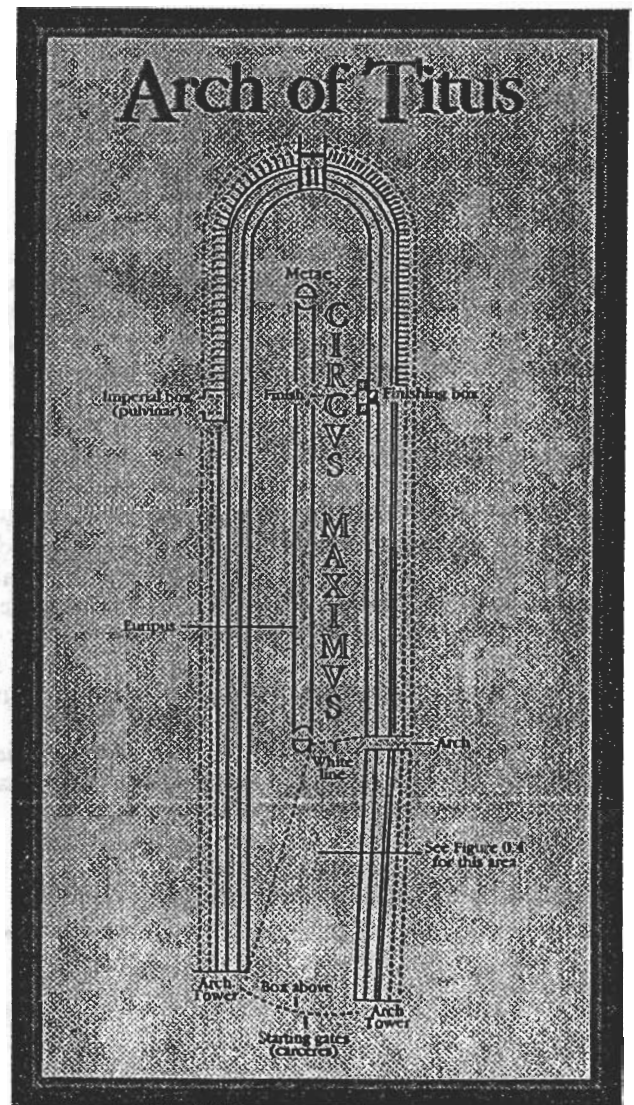 Arch of Titus
Metae
CIRCVS MAXIMVS
Imperial box
(pulvinar)
Finish
Finishing box
Euripus
Arch
White
line
See Figure 0.4
for this area
Arch
Tower
Box above
Arch
Tower
Starting gates
(carceres)